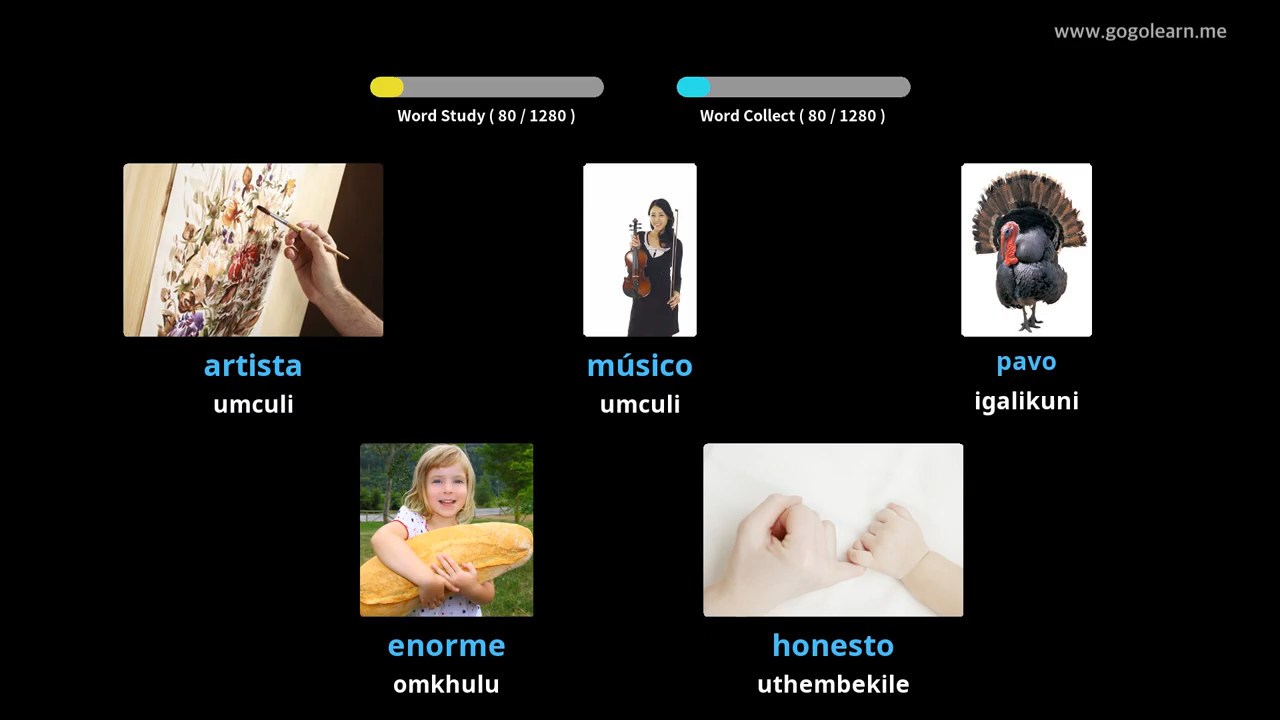 www.gogolearn.me
Word Study ( 80 / 1280 )
Word Collect ( 80 / 1280 )
artista
umculi
músico
umculi
pavo
igalikuni
enorme
omkhulu
honesto
uthembekile